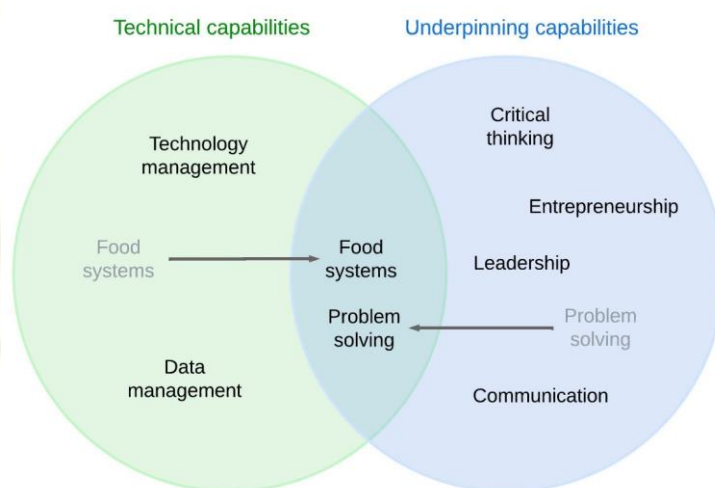 Technical capabilities
Underpinning capabilities
Technology
management
Food
systems
Data
management
Food
systems
Problem
solving
Critical
thinking
Entrepreneurship
Leadership
Problem
solving
Communication